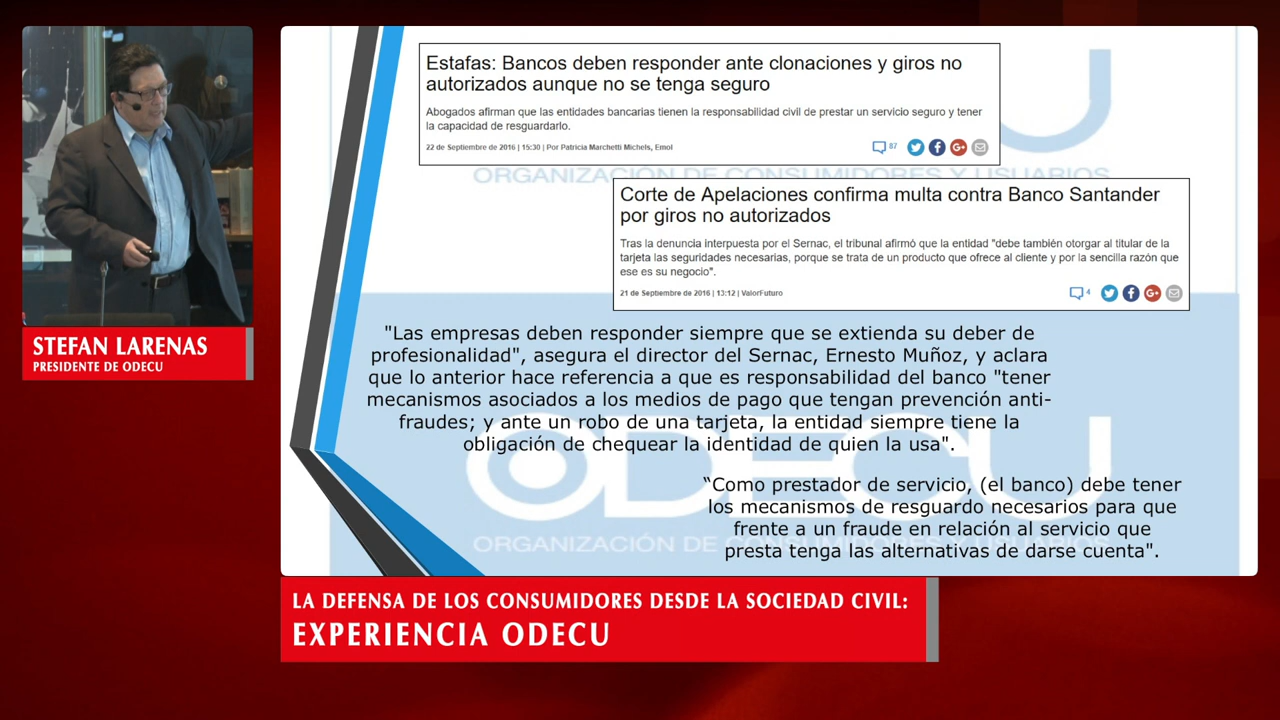 Estafas: Bancos deben responder ante clonaciones y giros no
autorizados aunque no se tenga seguro
Abogados afirman que las entidades bancarias tienen la responsabilidad civil de prestar un servicio seguro y tener
la capacidad de resguardarlo.
22 de Septiembre de 2016 | 15:30 | Por Patricia Marchetti Michels, Emol
87
U
ORGANIZACIÓN DE CONSUMIDORES Y USUARIOS
Corte de Apelaciones confirma multa contra Banco Santander
por giros no autorizados
Tras la denuncia interpuesta por el Sernac, el tribunal afirmó que la entidad "debe también otorgar al titular de la
tarjeta las seguridades necesarias, porque se trata de un producto que ofrece al cliente y por la sencilla razón que
ese es su negocio".
21 de Septiembre de 2016 | 13:12 | ValorFuturo
4
"Las empresas deben responder siempre que se extienda su deber de
profesionalidad", asegura el director del Sernac, Ernesto Muñoz, y aclara
que lo anterior hace referencia a que es responsabilidad del banco "tener
mecanismos asociados a los medios de pago que tengan prevención anti-
fraudes; y ante un robo de una tarjeta, la entidad siempre tiene la
obligación de chequear la identidad de quien la usa".
ODECU
“Como prestador de servicio, (el banco) debe tener
los mecanismos de resguardo necesarios para que
frente a un fraude en relación al servicio que
presta tenga las alternativas de darse cuenta".
ORGANIZACIÓN DE CONSUMIDORES Y USUARIOS
STEFAN LARENAS
PRESIDENTE DE ODECU
LA DEFENSA DE LOS CONSUMIDORES DESDE LA SOCIEDAD CIVIL:
EXPERIENCIA ODECU